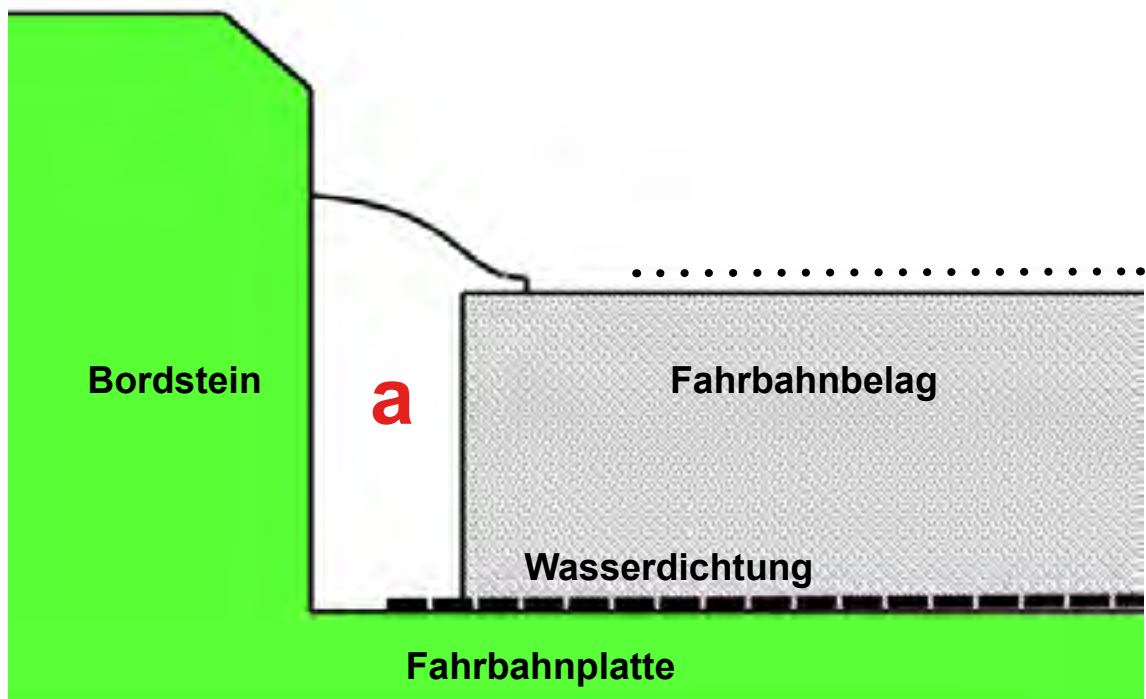 Bordstein
a
Fahrbahnbelag
Wasserdichtung
Fahrbahnplatte